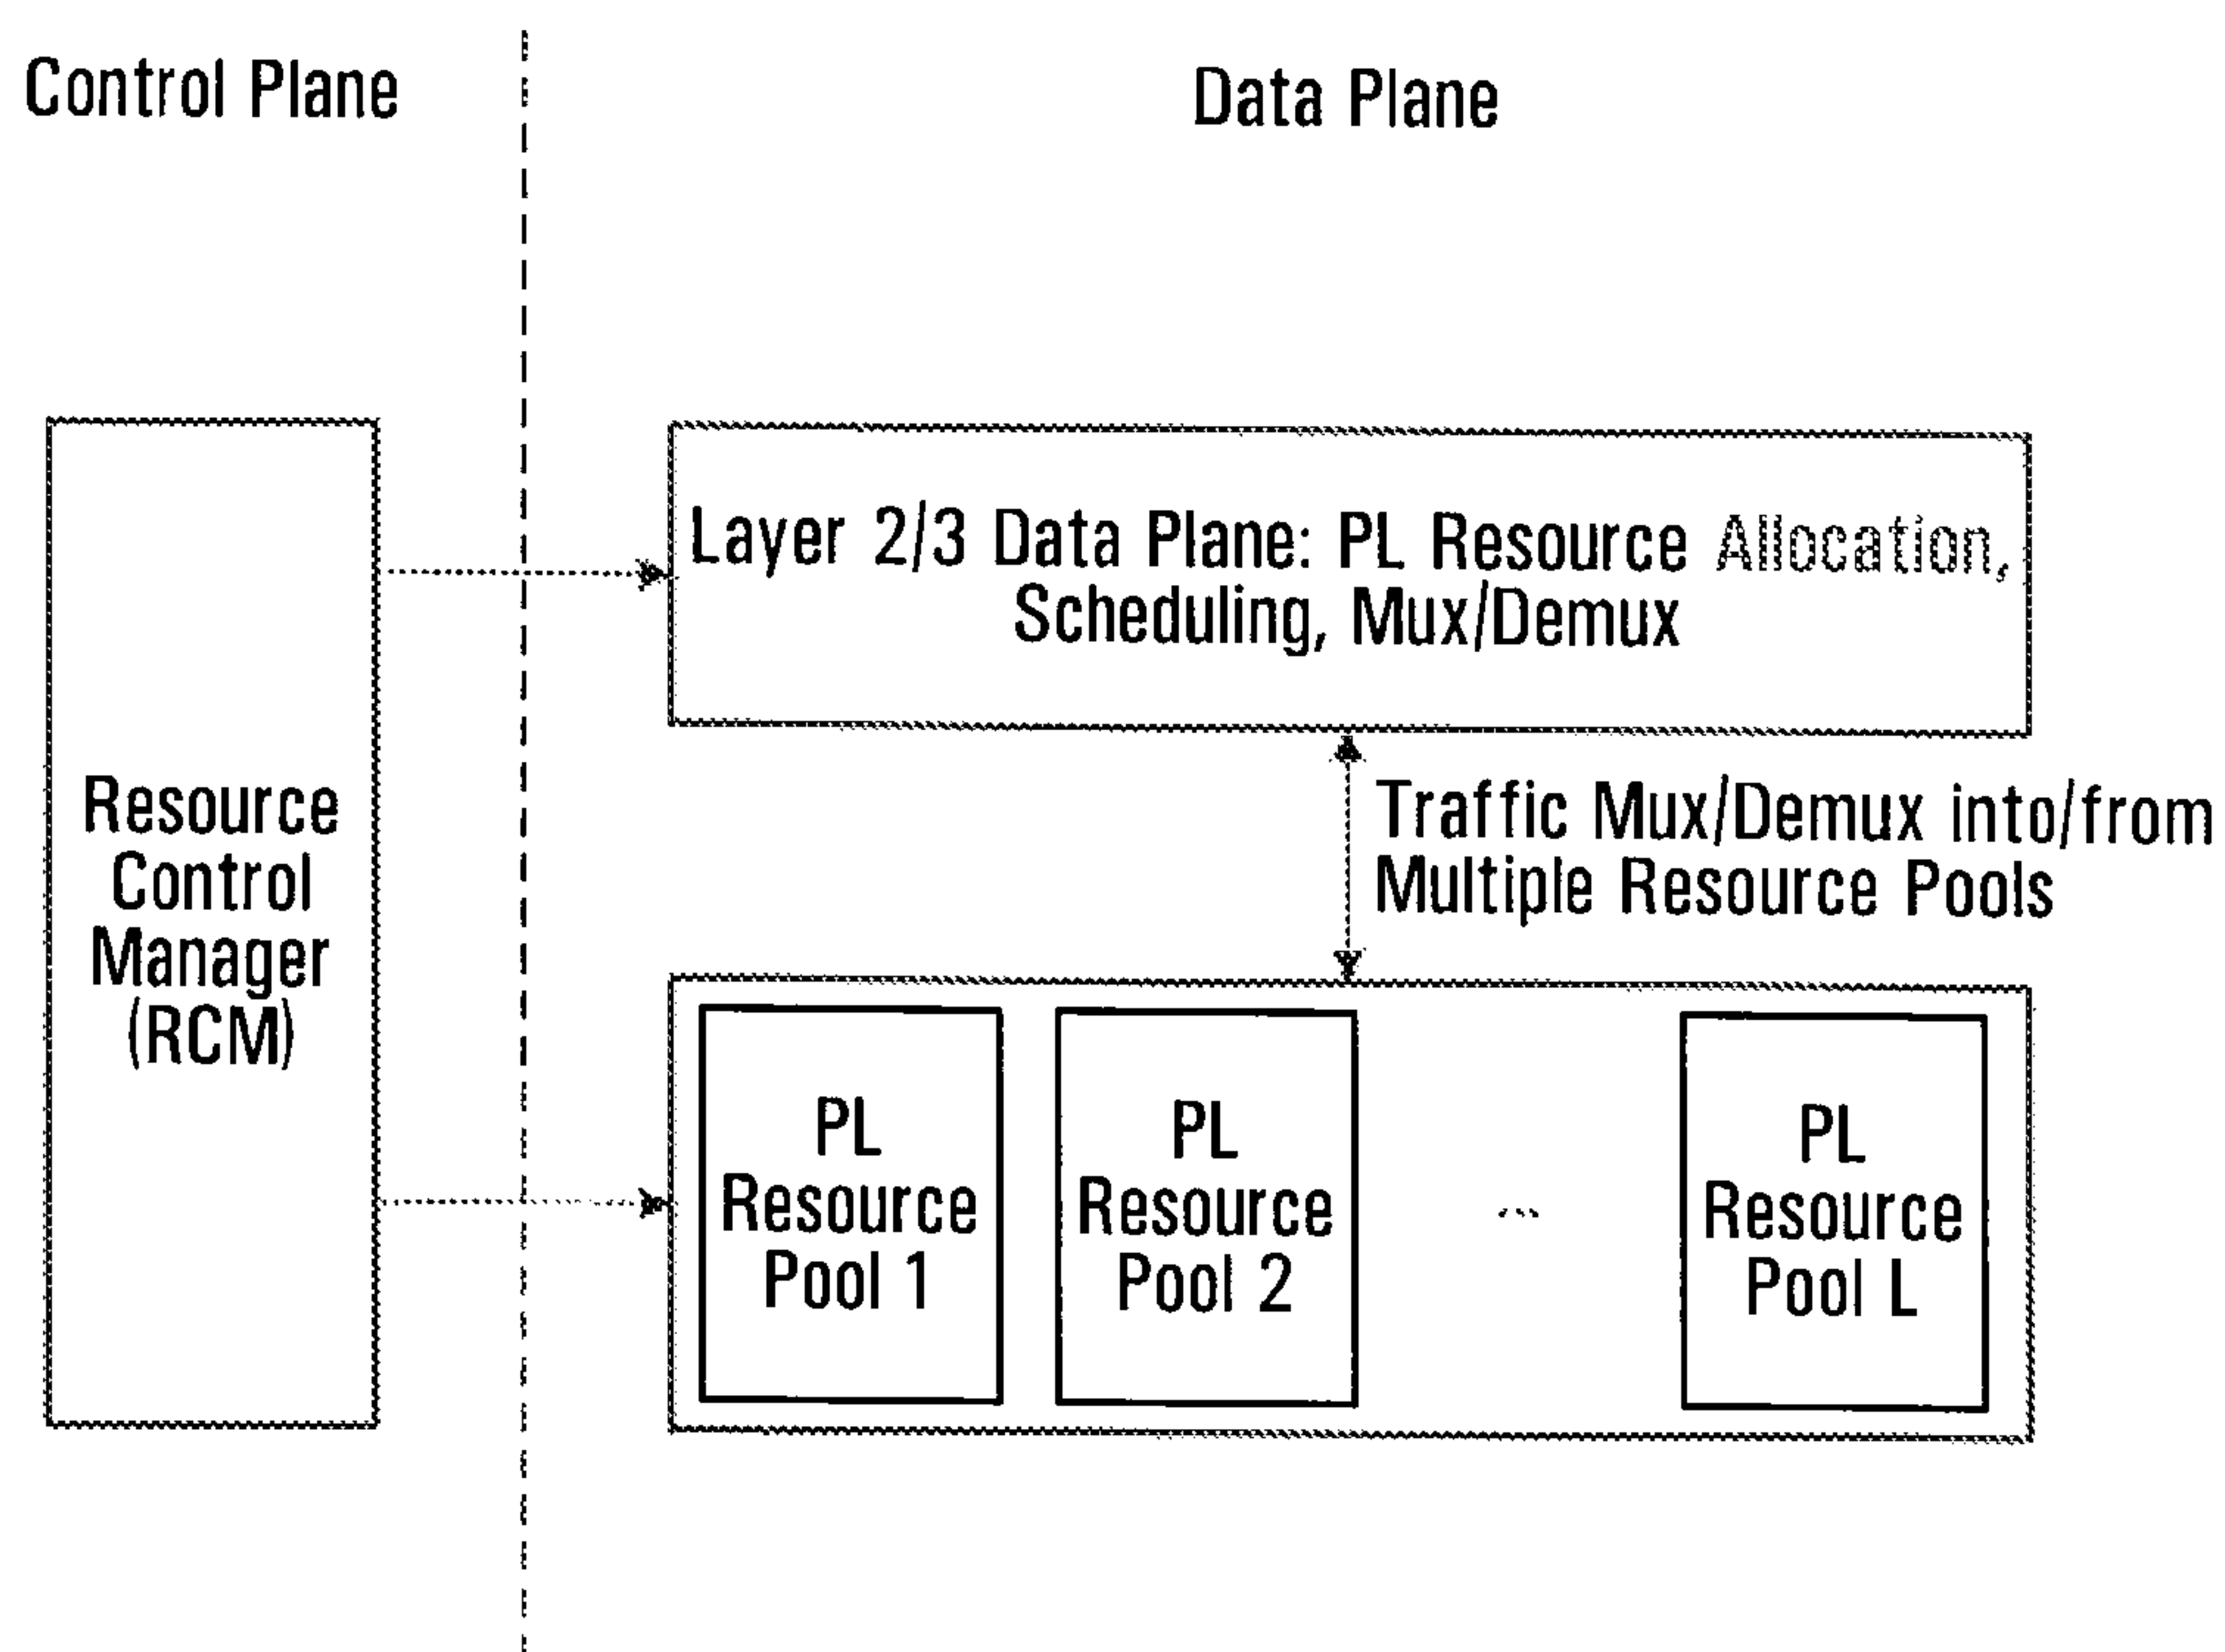 Control Plane
Data Plane
Layer 2/3 Data Plane: PL Resource Allocation,
Scheduling, Mux/Demux
Resource
Control
Manager
(RCM)
Traffic Mux/Demux into/from
Multiple Resource Pools
PL
Resource
Pool 1
PL
Resource
Pool 2
...
PL
Resource
Pool L